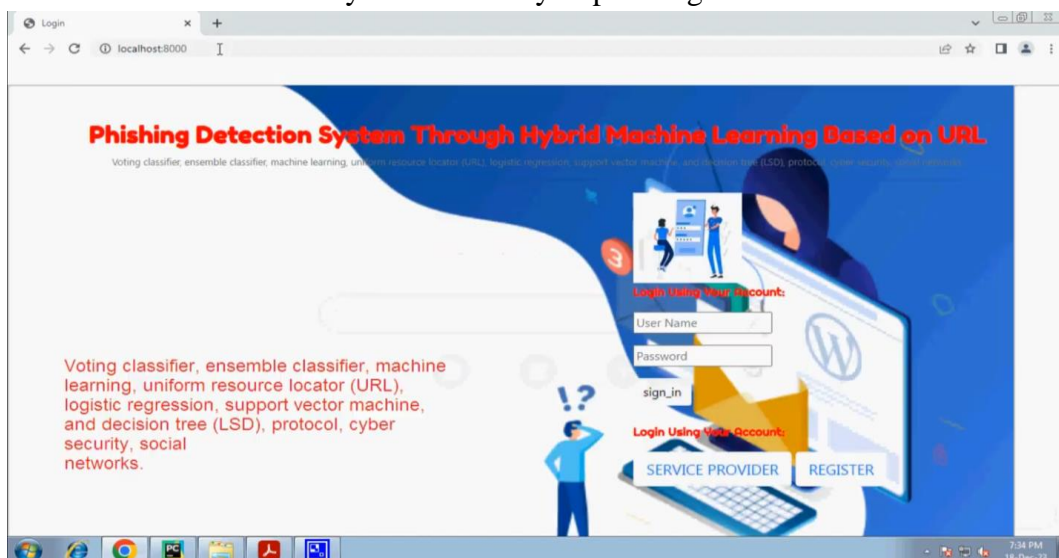 Login
localhost:8000
Phishing Detection System Through Hybrid Machine Learning Based on URL
Voting classifier, ensemble classifier, machine learning, uniform resource locator (URL), logistic regression, support vector machine, and decision tree (LSD), protocol, cyber security, social networks.
3
Login Using Your Account:
User Name
Password
sign_in
!?
Login Using Your Account:
SERVICE PROVIDER
REGISTER
Voting classifier, ensemble classifier, machine
learning, uniform resource locator (URL),
logistic regression, support vector machine,
and decision tree (LSD), protocol, cyber
security, social
networks.
PC
7:34 PM